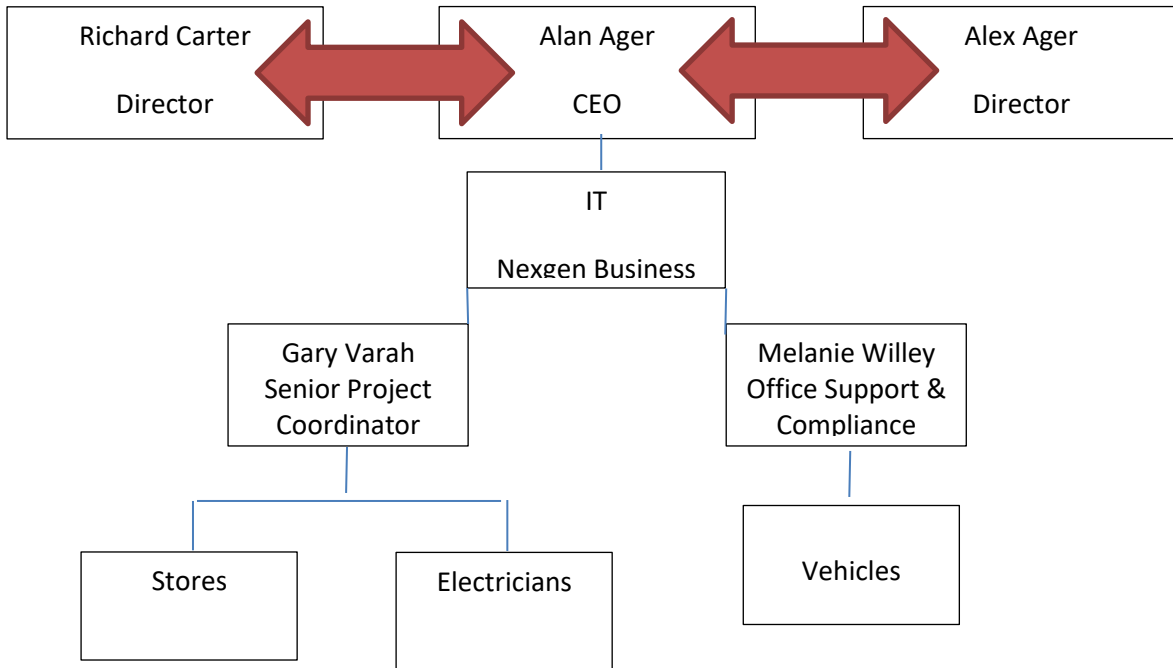 Richard Carter
Director
Alan Ager
CEO
Alex Ager
Director
IT
Nexgen Business
Gary Varah
Senior Project
Coordinator
Melanie Willey
Office Support &
Compliance
Stores
Electricians
Vehicles